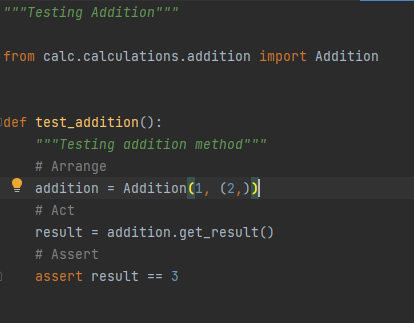 """Testing Addition"""
from calc.calculations.addition import Addition
def test_addition():
"""Testing addition method"""
# Arrange
addition = Addition(1, (2,))
# Act
result = addition.get_result()
# Assert
assert result == 3